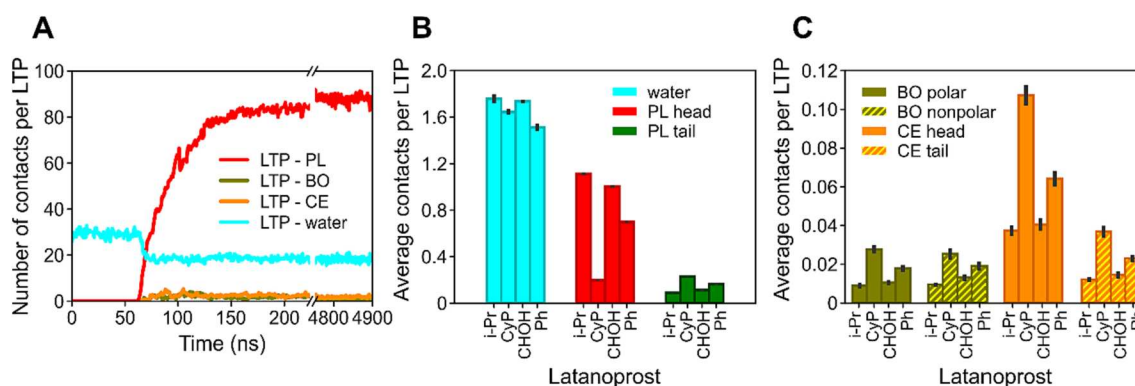 A
Number of contacts per LTP
100
80
60
40
20
0
LTP - PL
LTP - BO
LTP - CE
LTP - water
0 50 100 150 200 4800 4900
Time (ns)
B
Average contacts per LTP
2.0
1.6
1.2
0.8
0.4
0
water
PL head
PL tail
i-Pr CyP CHOH Ph i-Pr CyP CHOH Ph i-Pr CyP CHOH Ph
Latanoprost
C
Average contacts per LTP
0.12
0.10
0.08
0.06
0.04
0.02
0
BO polar
BO nonpolar
CE head
CE tail
i-Pr CyP CHOH Ph i-Pr CyP CHOH Ph i-Pr CyP CHOH Ph i-Pr CyP CHOH Ph
Latanoprost